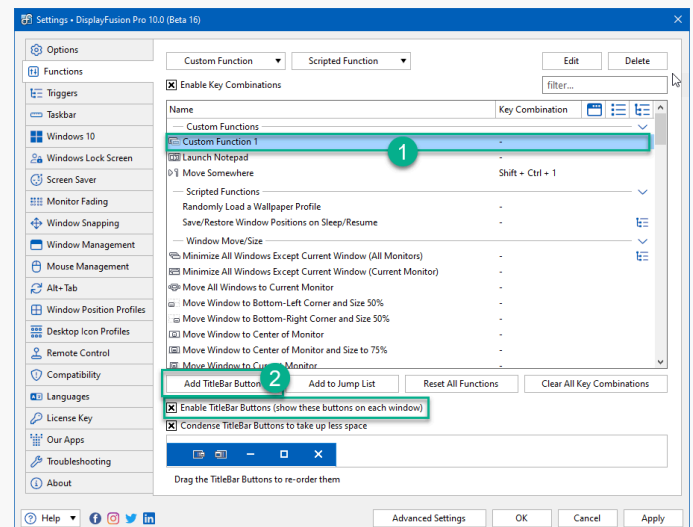 Settings • DisplayFusion Pro 10.0 (Beta 16)
Options
Functions
Triggers
Taskbar
Windows 10
Windows Lock Screen
Screen Saver
Monitor Fading
Window Snapping
Window Management
Mouse Management
Alt+Tab
Window Position Profiles
Desktop Icon Profiles
Remote Control
Compatibility
Languages
License Key
Our Apps
Troubleshooting
About
Custom Function Scripted Function Edit Delete
Enable Key Combinations filter...
Name Key Combination
Custom Functions
Custom Function 1 -
1
Launch Notepad -
Move Somewhere Shift + Ctrl + 1
Scripted Functions
Randomly Load a Wallpaper Profile -
Save/Restore Window Positions on Sleep/Resume -
Window Move/Size
Minimize All Windows Except Current Window (All Monitors) -
Minimize All Windows Except Current Window (Current Monitor) -
Move All Windows to Current Monitor -
Move Window to Bottom-Left Corner and Size 50% -
Move Window to Bottom-Right Corner and Size 50% -
Move Window to Center of Monitor -
Move Window to Center of Monitor and Size to 75% -
Move Window to Current Monitor -
2
Add TitleBar Button Add to Jump List Reset All Functions Clear All Key Combinations
Enable TitleBar Buttons (show these buttons on each window)
Condense TitleBar Buttons to take up less space
Drag the TitleBar Buttons to re-order them
Help Advanced Settings OK Cancel Apply